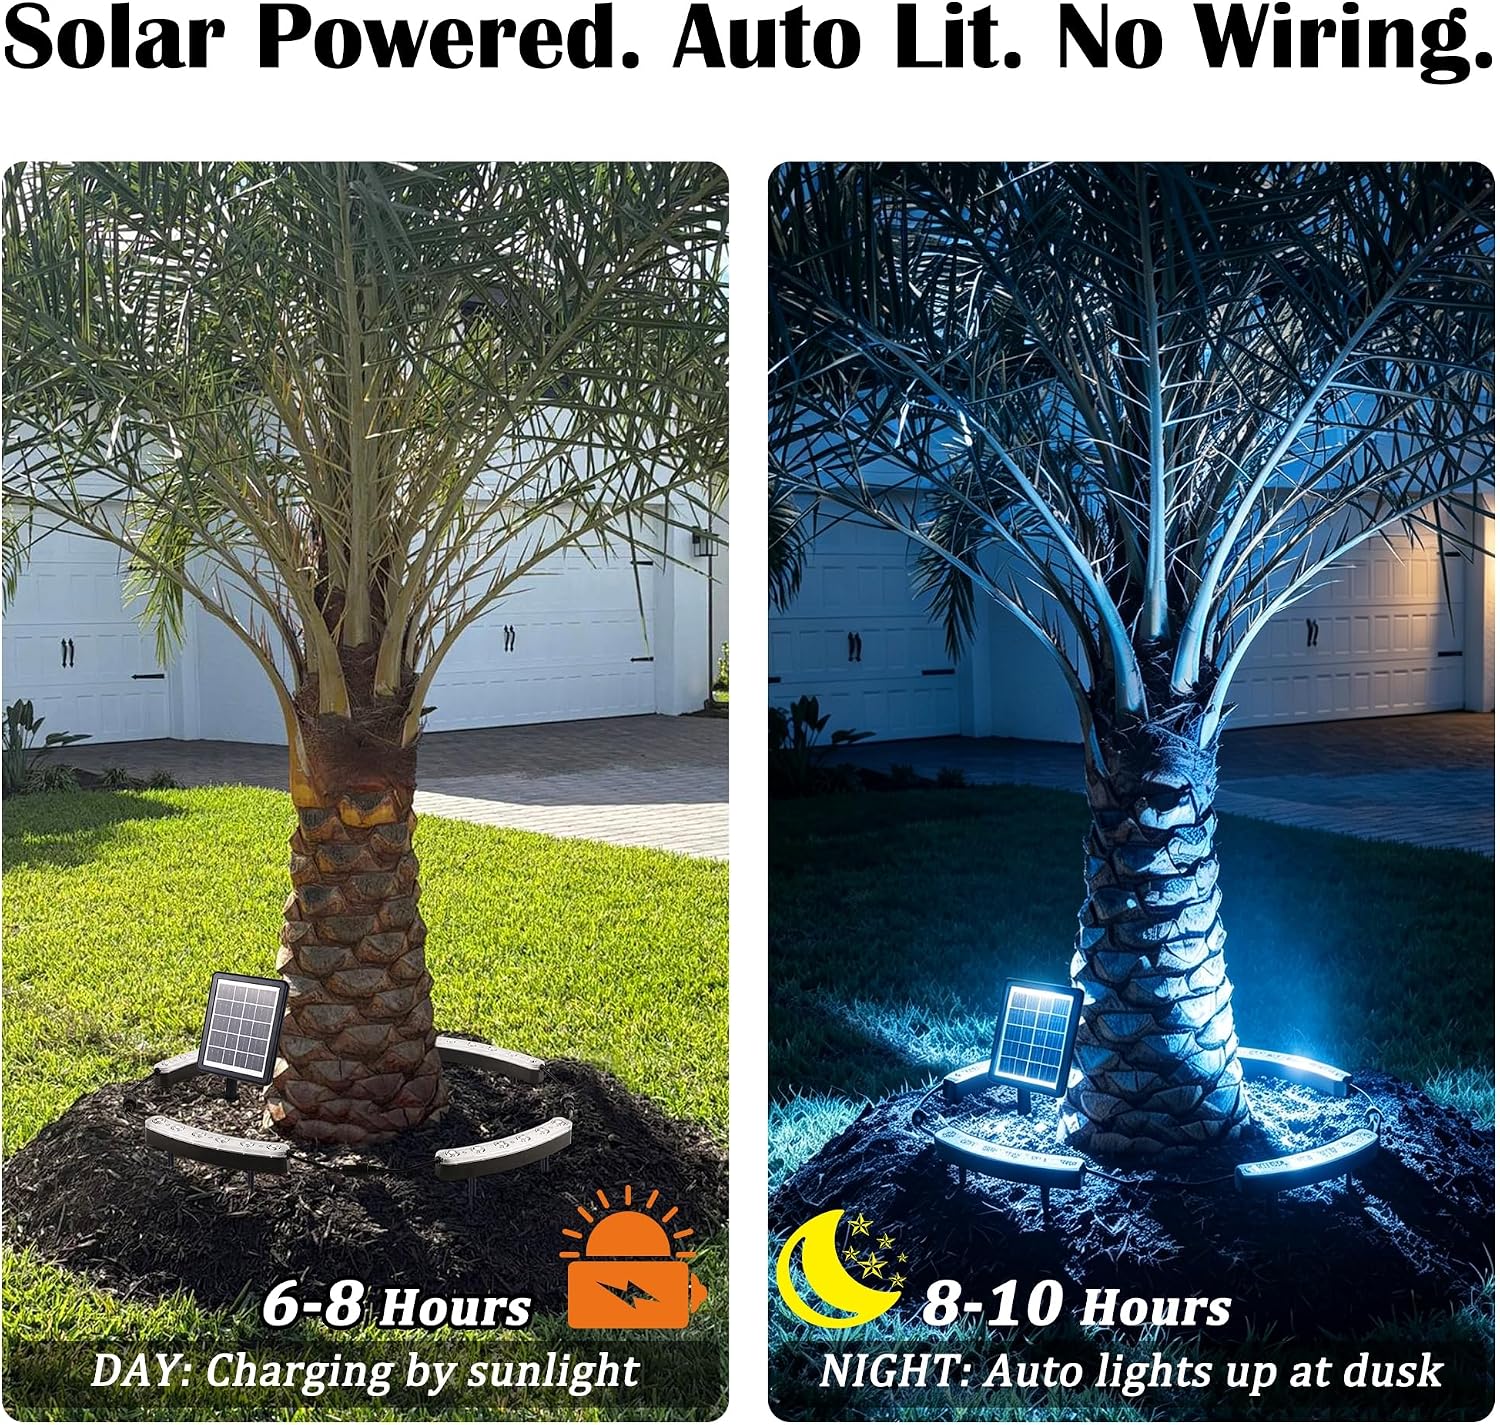 Solar Powered. Auto Lit. No Wiring.
6-8 Hours
DAY: Charging by sunlight
8-10 Hours
NIGHT: Auto lights up at dusk